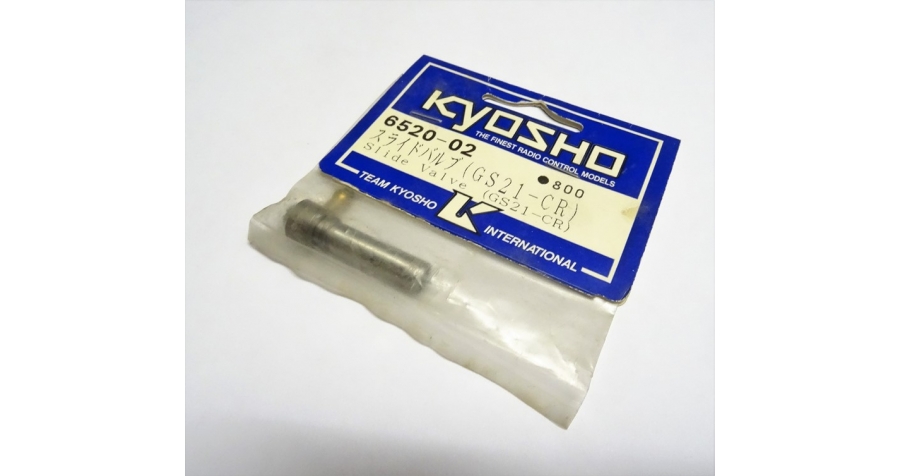 KYOSHO
THE FINEST RADIO CONTROL MODELS
6520-02
●800
スライドバルブ(GS21-CR)
Slide Valve (GS21-CR)
TEAM KYOSHO K INTERNATIONAL